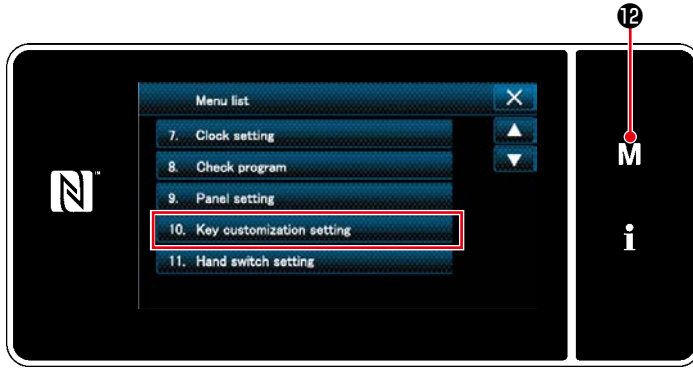 ⓬
Menu list
7. Clock setting
8. Check program
9. Panel setting
10. Key customization setting
11. Hand switch setting
M
i
N